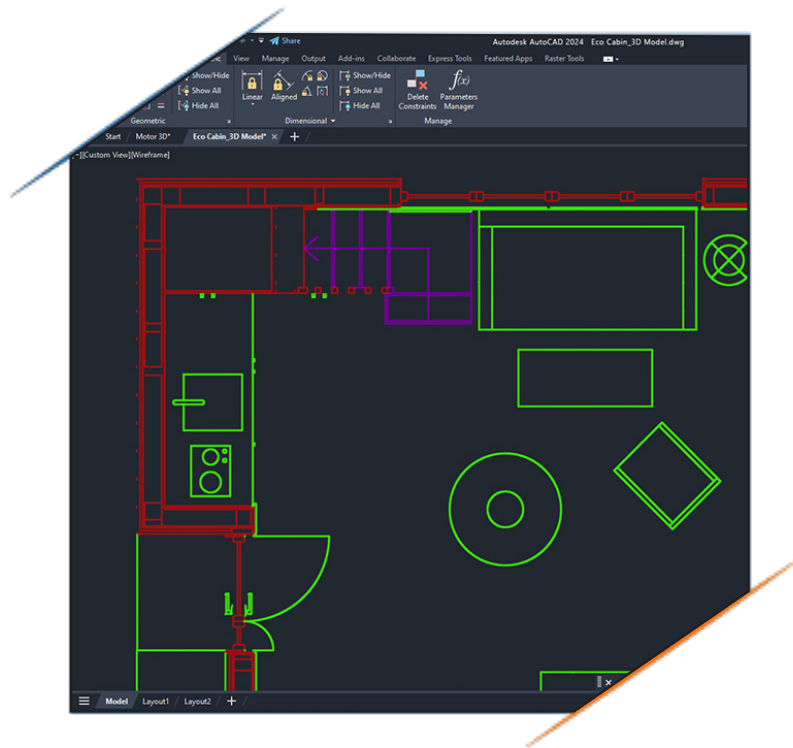 Share
Autodesk AutoCAD 2024 Eco Cabin_3D Model.dwg
View Manage Output Add-ins Collaborate Express Tools Featured Apps Raster Tools
Show/Hide
Show All
Hide All
Geometric
Linear
Aligned
Show/Hide
Show All
Hide All
Dimensional
Delete
Constraints
f(x)
Parameters
Manager
Manage
Start / Motor 3D* / Eco Cabin_3D Model* × + /
[−][Custom View][Wireframe]
Model / Layout1 / Layout2 / + /